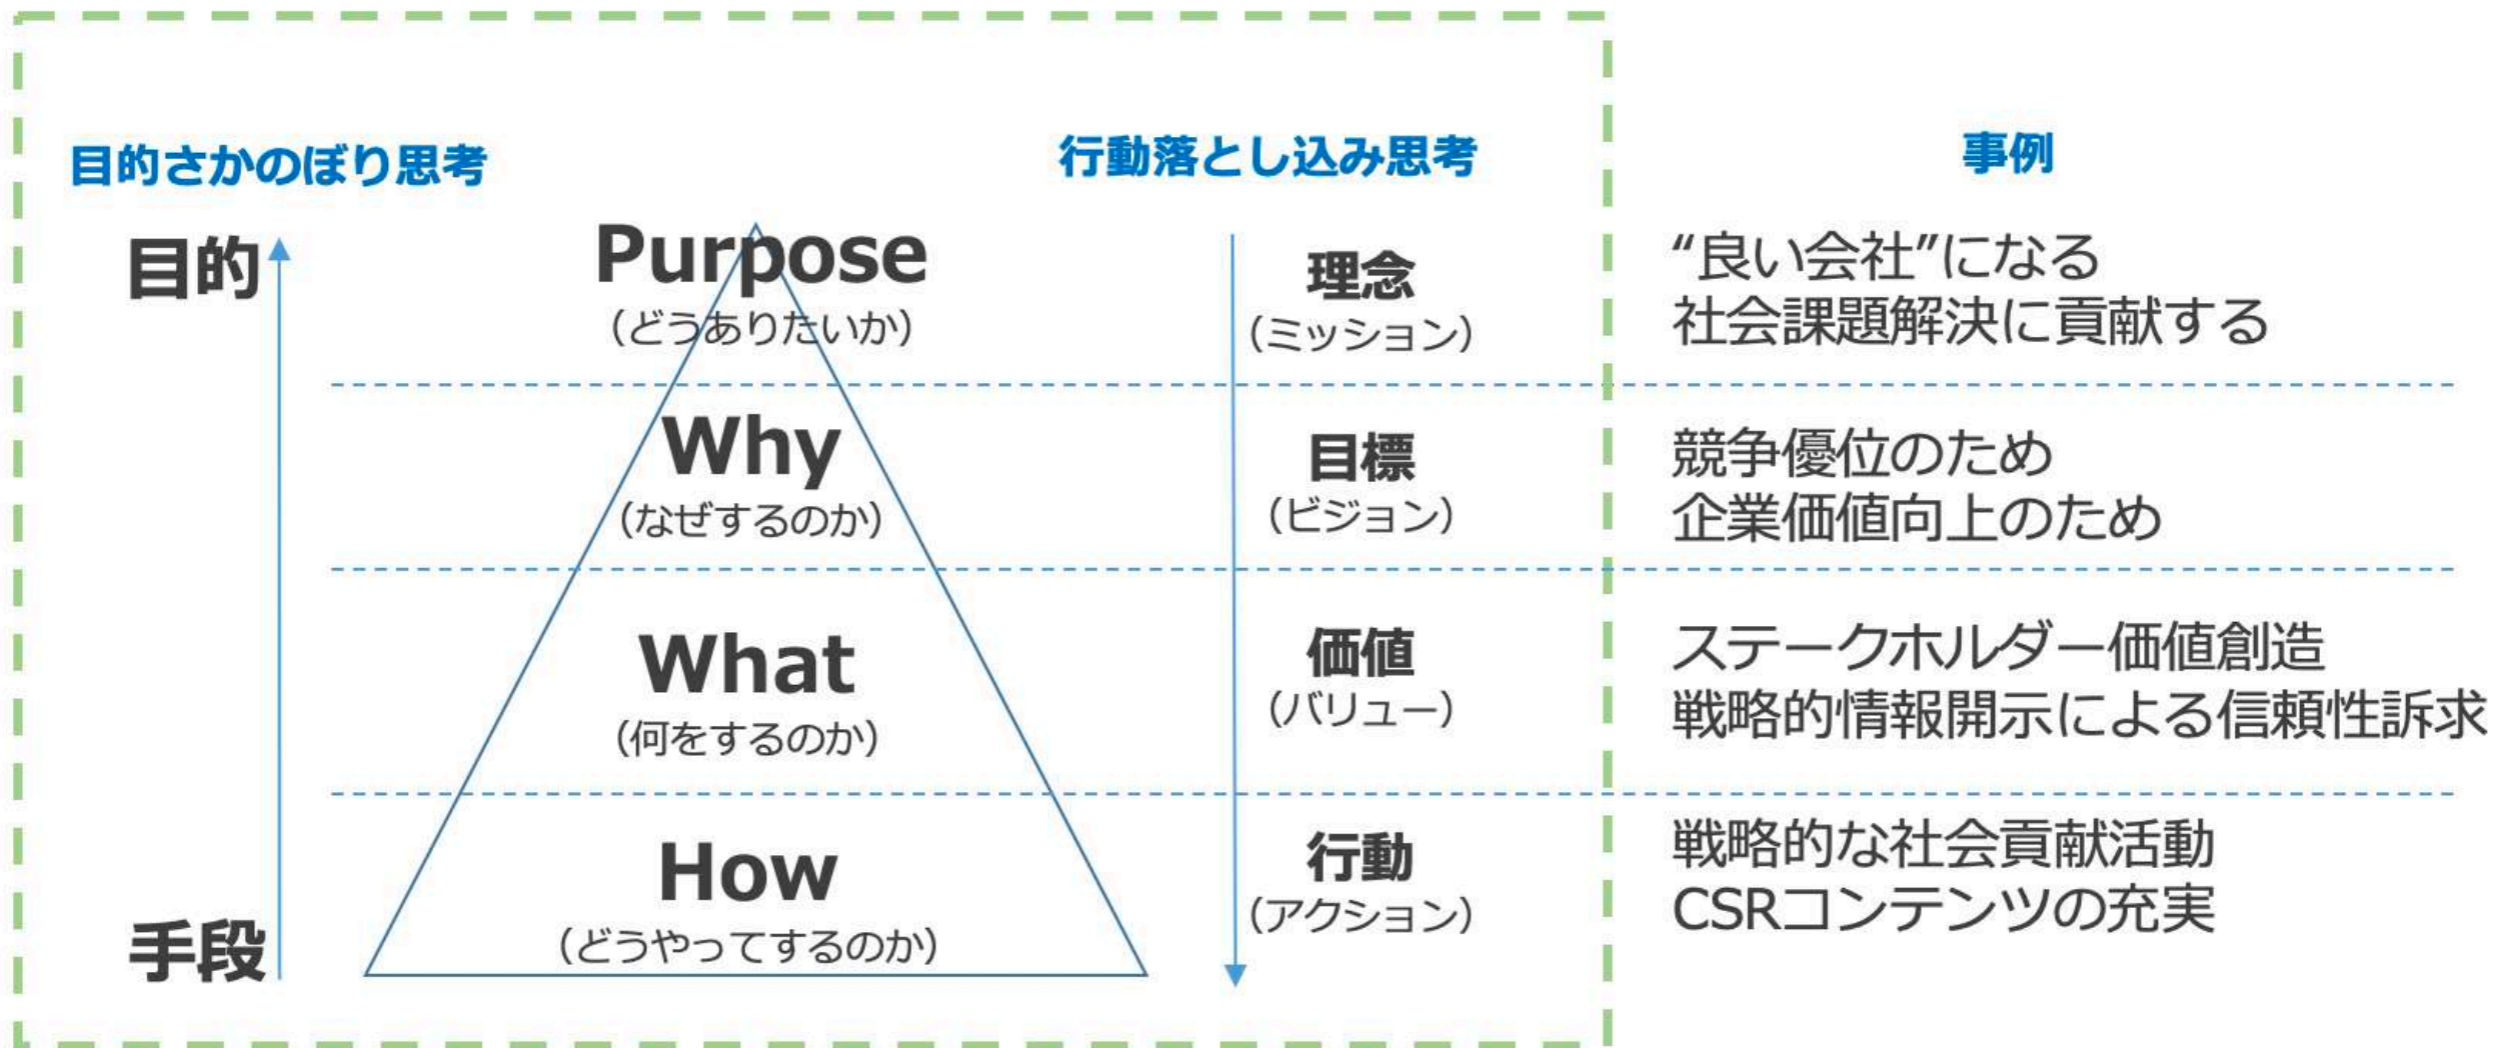 目的さかのぼり思考
行動落とし込み思考
事例
目的
Purpose
（どうありたいか）
理念
（ミッション）
“良い会社”になる
社会課題解決に貢献する
Why
（なぜするのか）
目標
（ビジョン）
競争優位のため
企業価値向上のため
What
（何をするのか）
価値
（バリュー）
ステークホルダー価値創造
戦略的情報開示による信頼性訴求
手段
How
（どうやってするのか）
行動
（アクション）
戦略的な社会貢献活動
CSRコンテンツの充実